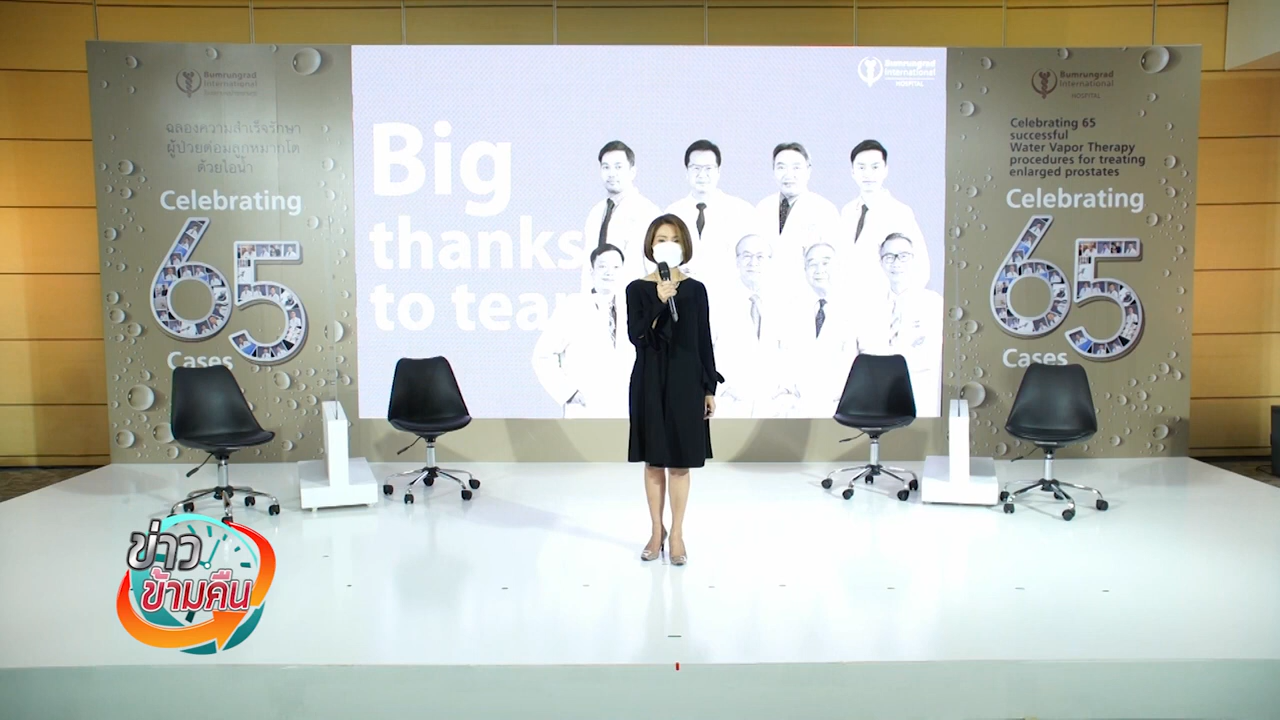 Bumrungrad
International
ฉลองความสำเร็จรักษา
ผู้ป่วยต่อมลูกหมากโต
ด้วยไอน้ำ
Celebrating
65
Cases
Bumrungrad
International
HOSPITAL
Big
thanks
to tea
Bumrungrad
International
HOSPITAL
Celebrating 65
successful
Water Vapor Therapy
procedures for treating
enlarged prostates
Celebrating
65
Cases
ข่าว
ข้ามคืน